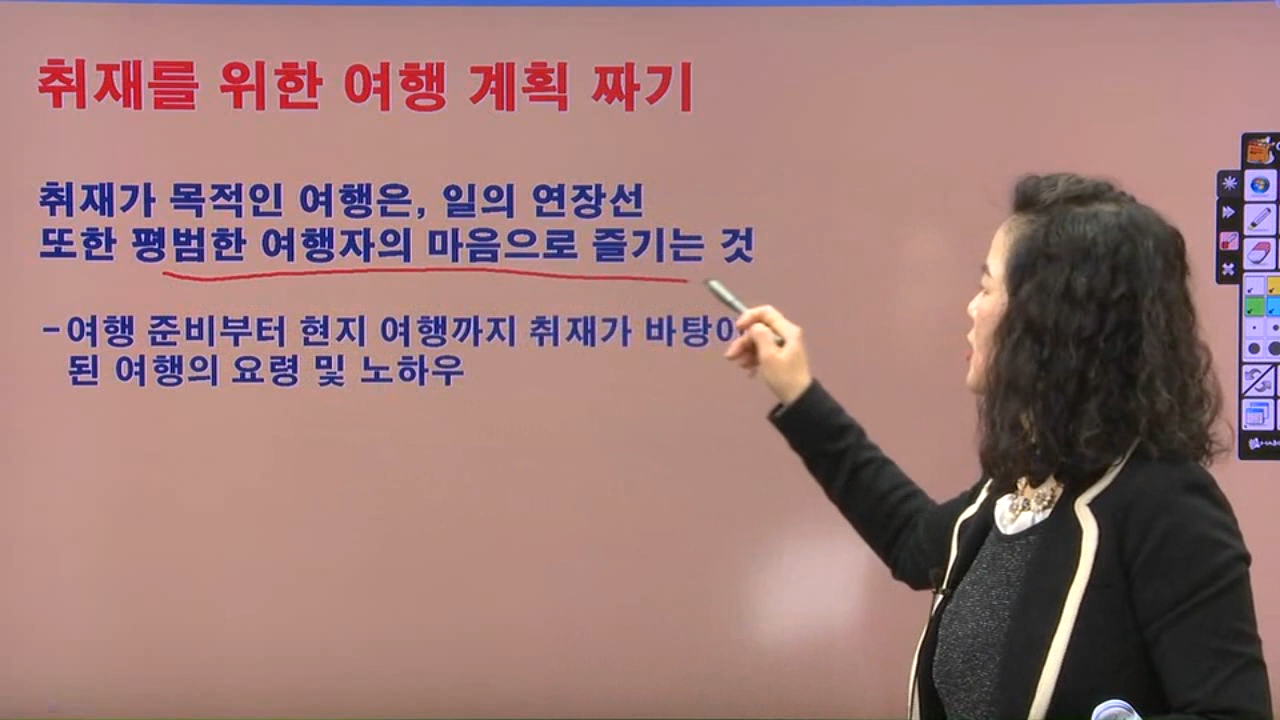 취재를 위한 여행 계획 짜기
취재가 목적인 여행은, 일의 연장선
또한 평범한 여행자의 마음으로 즐기는 것
-여행 준비부터 현지 여행까지 취재가
된 여행의 요령 및 노하우